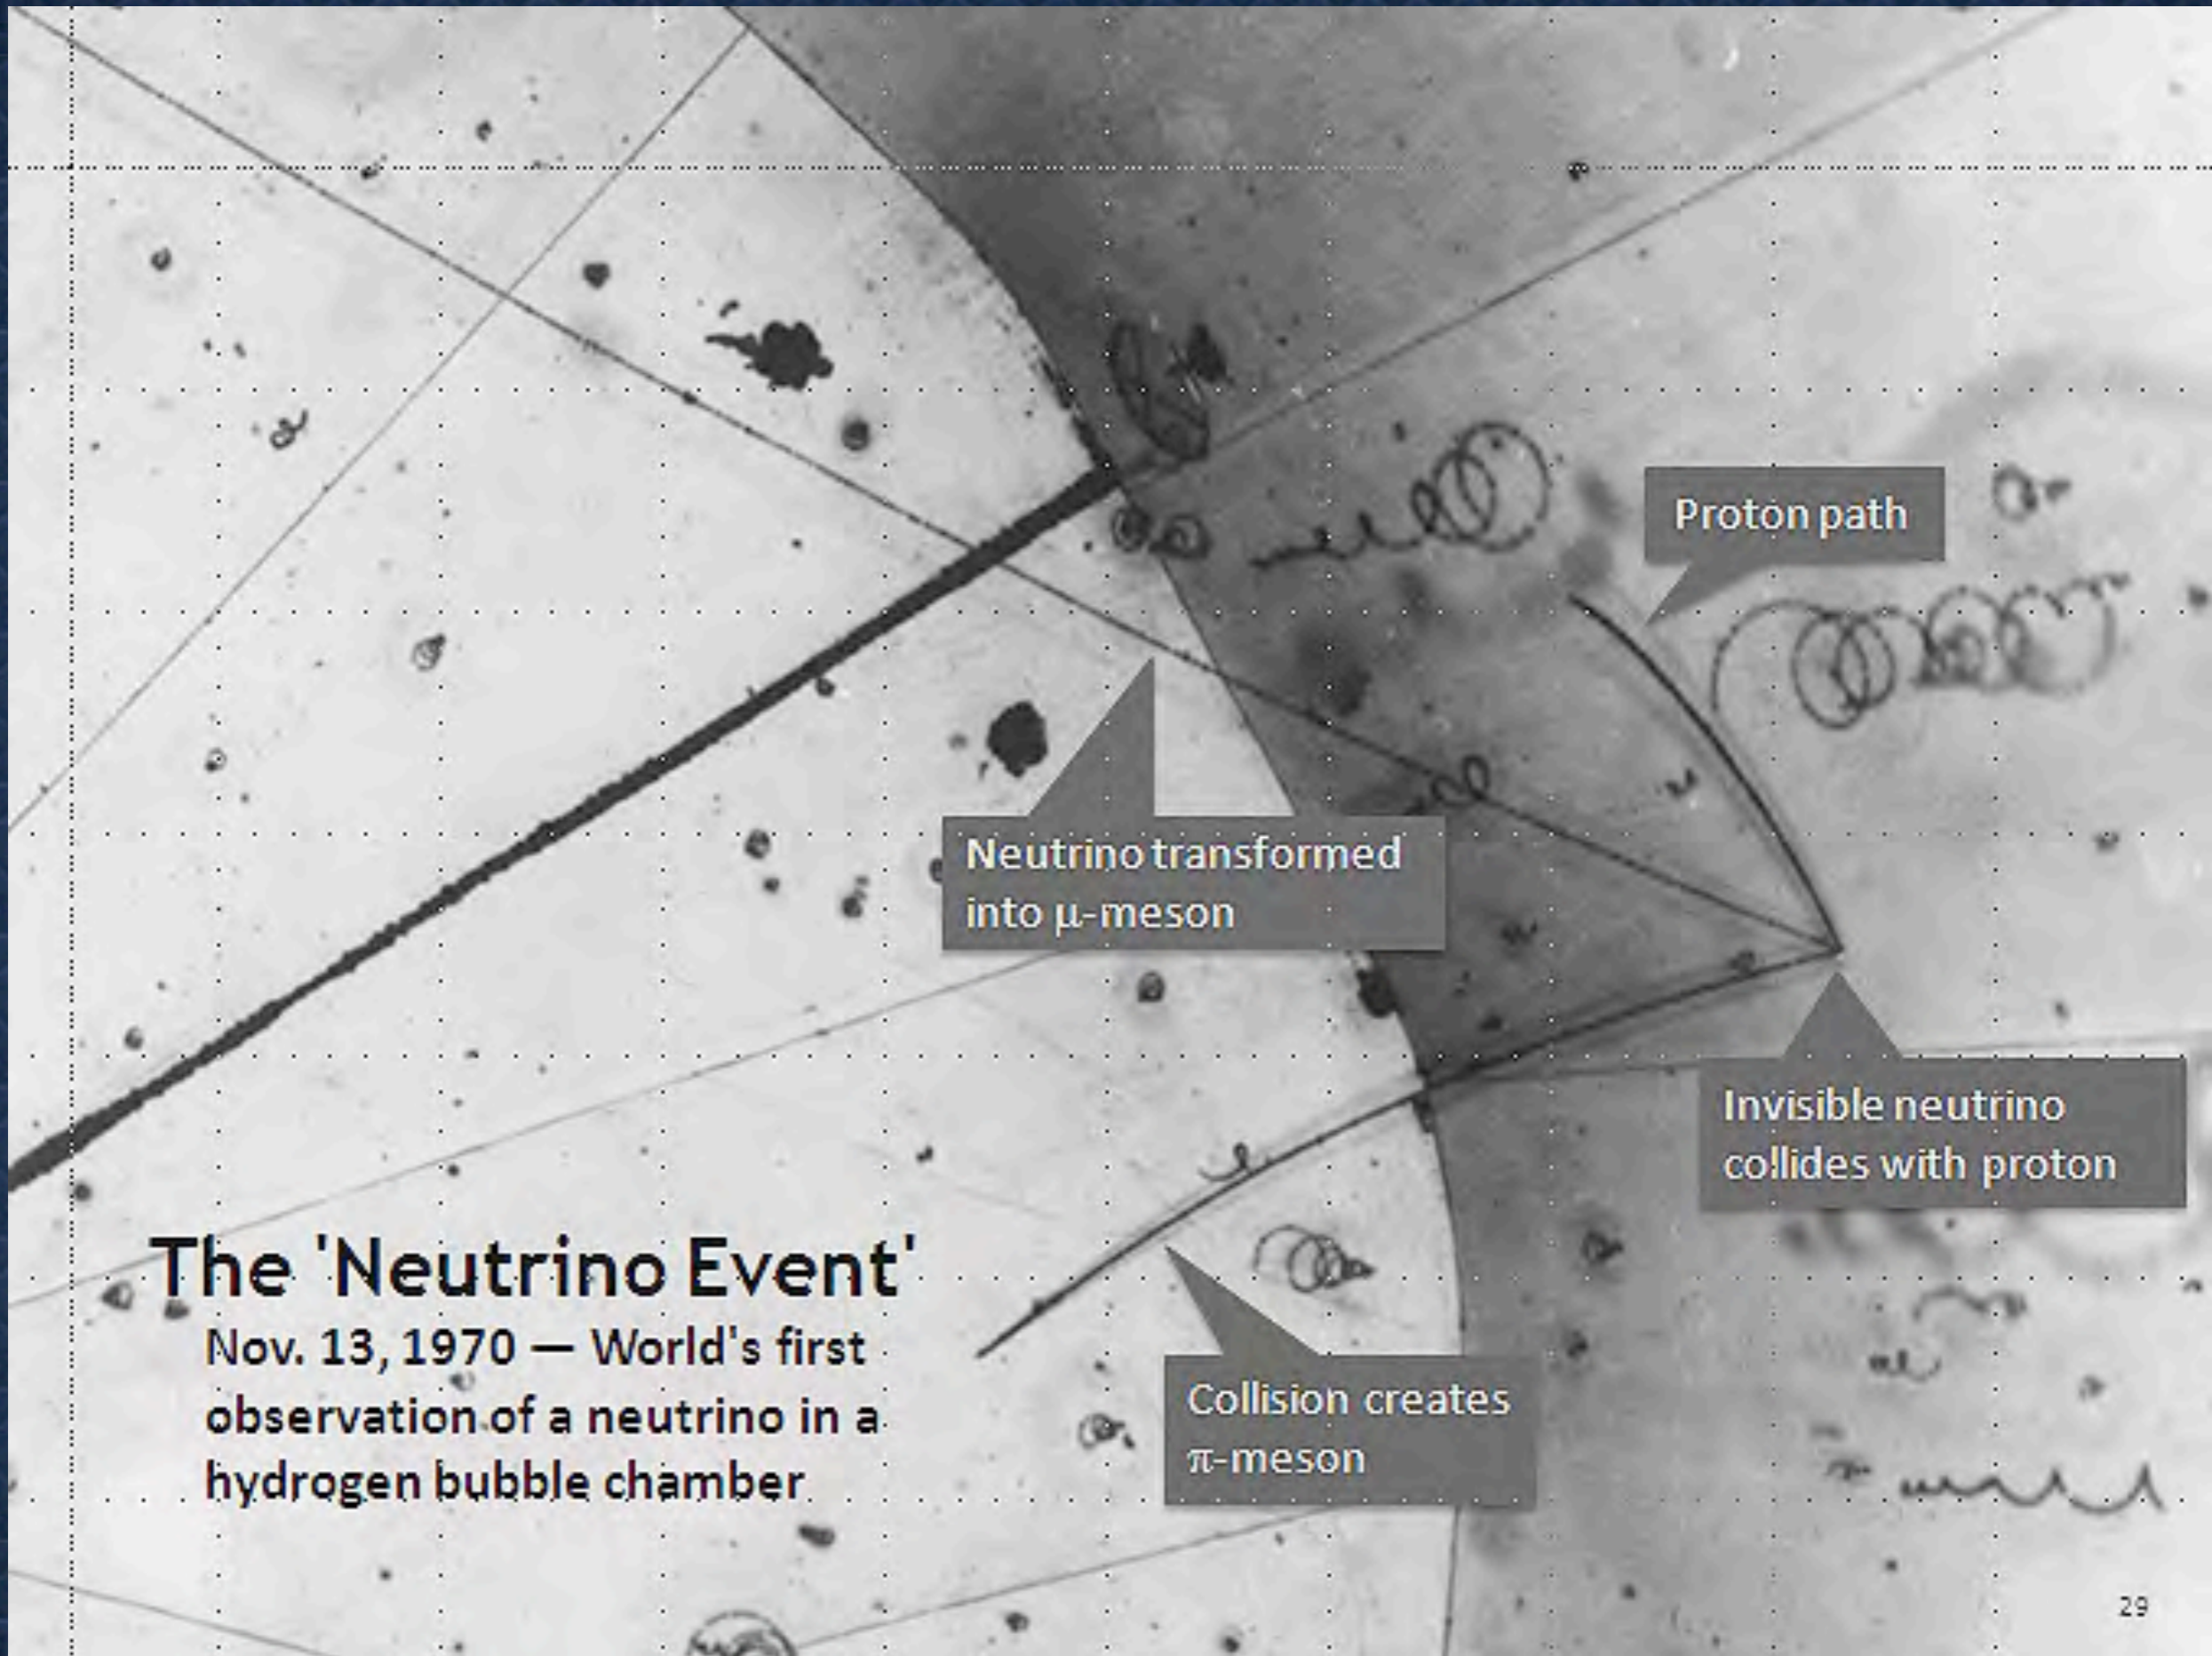 Proton path
Neutrino transformed
into μ-meson
Invisible neutrino
collides with proton
The 'Neutrino Event'
Nov. 13, 1970 — World's first
observation of a neutrino in a
hydrogen bubble chamber
Collision creates
π-meson
29